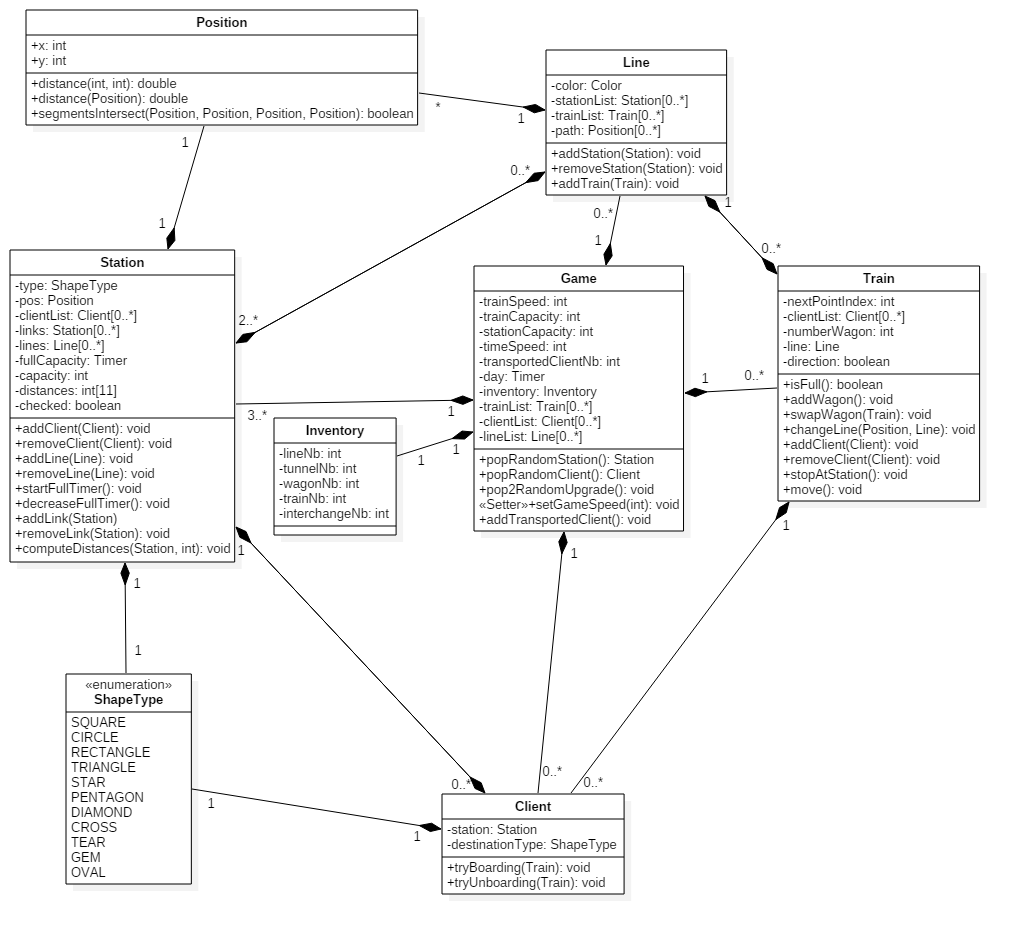 Position
+x: int
+y: int
+distance(int, int): double
+distance(Position): double
+segmentsIntersect(Position, Position, Position, Position): boolean
*
1
1
1
Line
-color: Color
-stationList: Station[0..*]
-trainList: Train[0..*]
-path: Position[0..*]
+addStation(Station): void
+removeStation(Station): void
+addTrain(Train): void
0..*
2..*
0..*
1
1
0..*
Station
-type: ShapeType
-pos: Position
-clientList: Client[0..*]
-links: Station[0..*]
-lines: Line[0..*]
-fullCapacity: Timer
-capacity: int
-distances: int[11]
-checked: boolean
+addClient(Client): void
+removeClient(Client): void
+addLine(Line): void
+removeLine(Line): void
+startFullTimer(): void
+decreaseFullTimer(): void
+addLink(Station)
+removeLink(Station): void
+computeDistances(Station, int): void
3..*
1
Inventory
-lineNb: int
-tunnelNb: int
-wagonNb: int
-trainNb: int
-interchangeNb: int
1
1
Game
-trainSpeed: int
-trainCapacity: int
-stationCapacity: int
-timeSpeed: int
-transportedClientNb: int
-day: Timer
-inventory: Inventory
-trainList: Train[0..*]
-clientList: Client[0..*]
-lineList: Line[0..*]
+popRandomStation(): Station
+popRandomClient(): Client
+pop2RandomUpgrade(): void
«Setter»+setGameSpeed(int): void
+addTransportedClient(): void
1
0..*
Train
-nextPointIndex: int
-clientList: Client[0..*]
-numberWagon: int
-line: Line
-direction: boolean
+isFull(): boolean
+addWagon(): void
+swapWagon(Train): void
+changeLine(Position, Line): void
+addClient(Client): void
+removeClient(Client): void
+stopAtStation(): void
+move(): void
1
1
1
1
1
0..*
0..*
0..*
«enumeration»
ShapeType
SQUARE
CIRCLE
RECTANGLE
TRIANGLE
STAR
PENTAGON
DIAMOND
CROSS
TEAR
GEM
OVAL
1
1
Client
-station: Station
-destinationType: ShapeType
+tryBoarding(Train): void
+tryUnboarding(Train): void